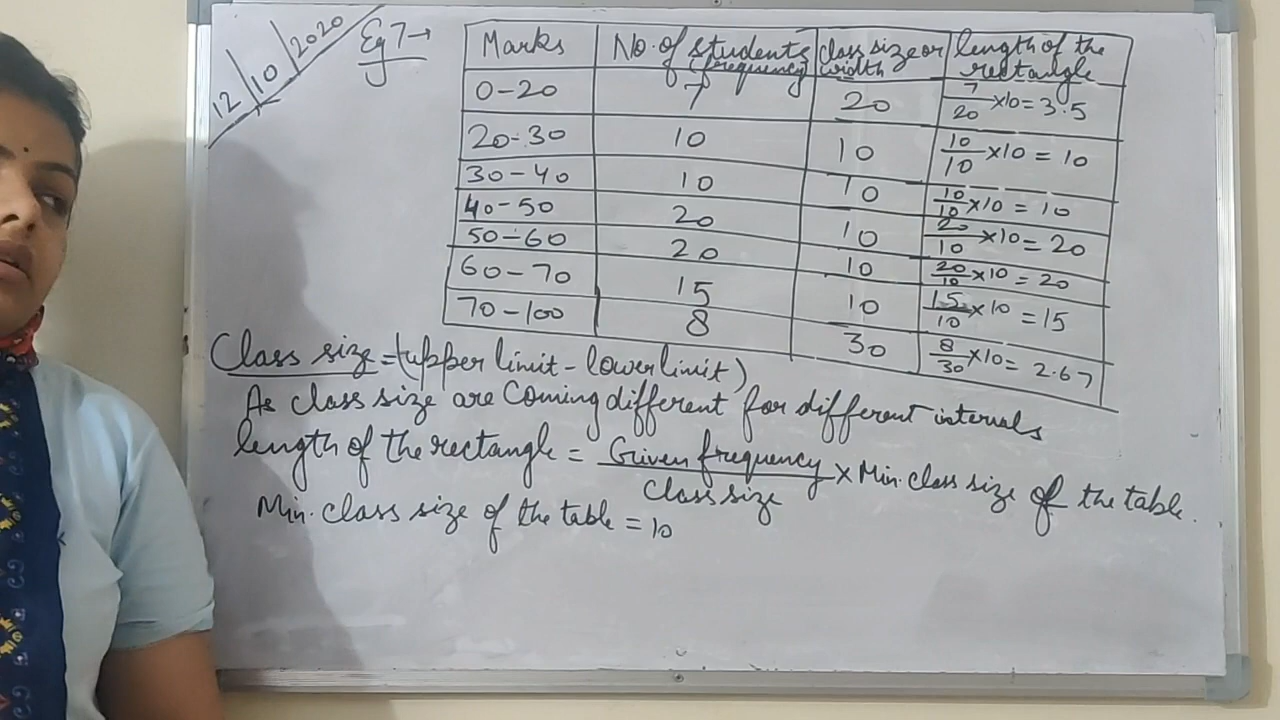 12/10/2020
Eg 7→
Marks | No. of students (frequency) | class size or width | length of the rectangle
0-20 | 7 | 20 | 7/20 ×10 = 3.5
20-30 | 10 | 10 | 10/10 ×10 = 10
30-40 | 10 | 10 | 10/10 ×10 = 10
40-50 | 20 | 10 | 20/10 ×10 = 20
50-60 | 20 | 10 | 20/10 ×10 = 20
60-70 | 15 | 10 | 15/10 ×10 = 15
70-100 | 8 | 30 | 8/30 ×10 = 2.67
Class size = (upper limit - lower limit)
As class size are Coming different for different intervals
length of the rectangle = Given frequency / Class size × Min. class size of the table.
Min. class size of the table = 10